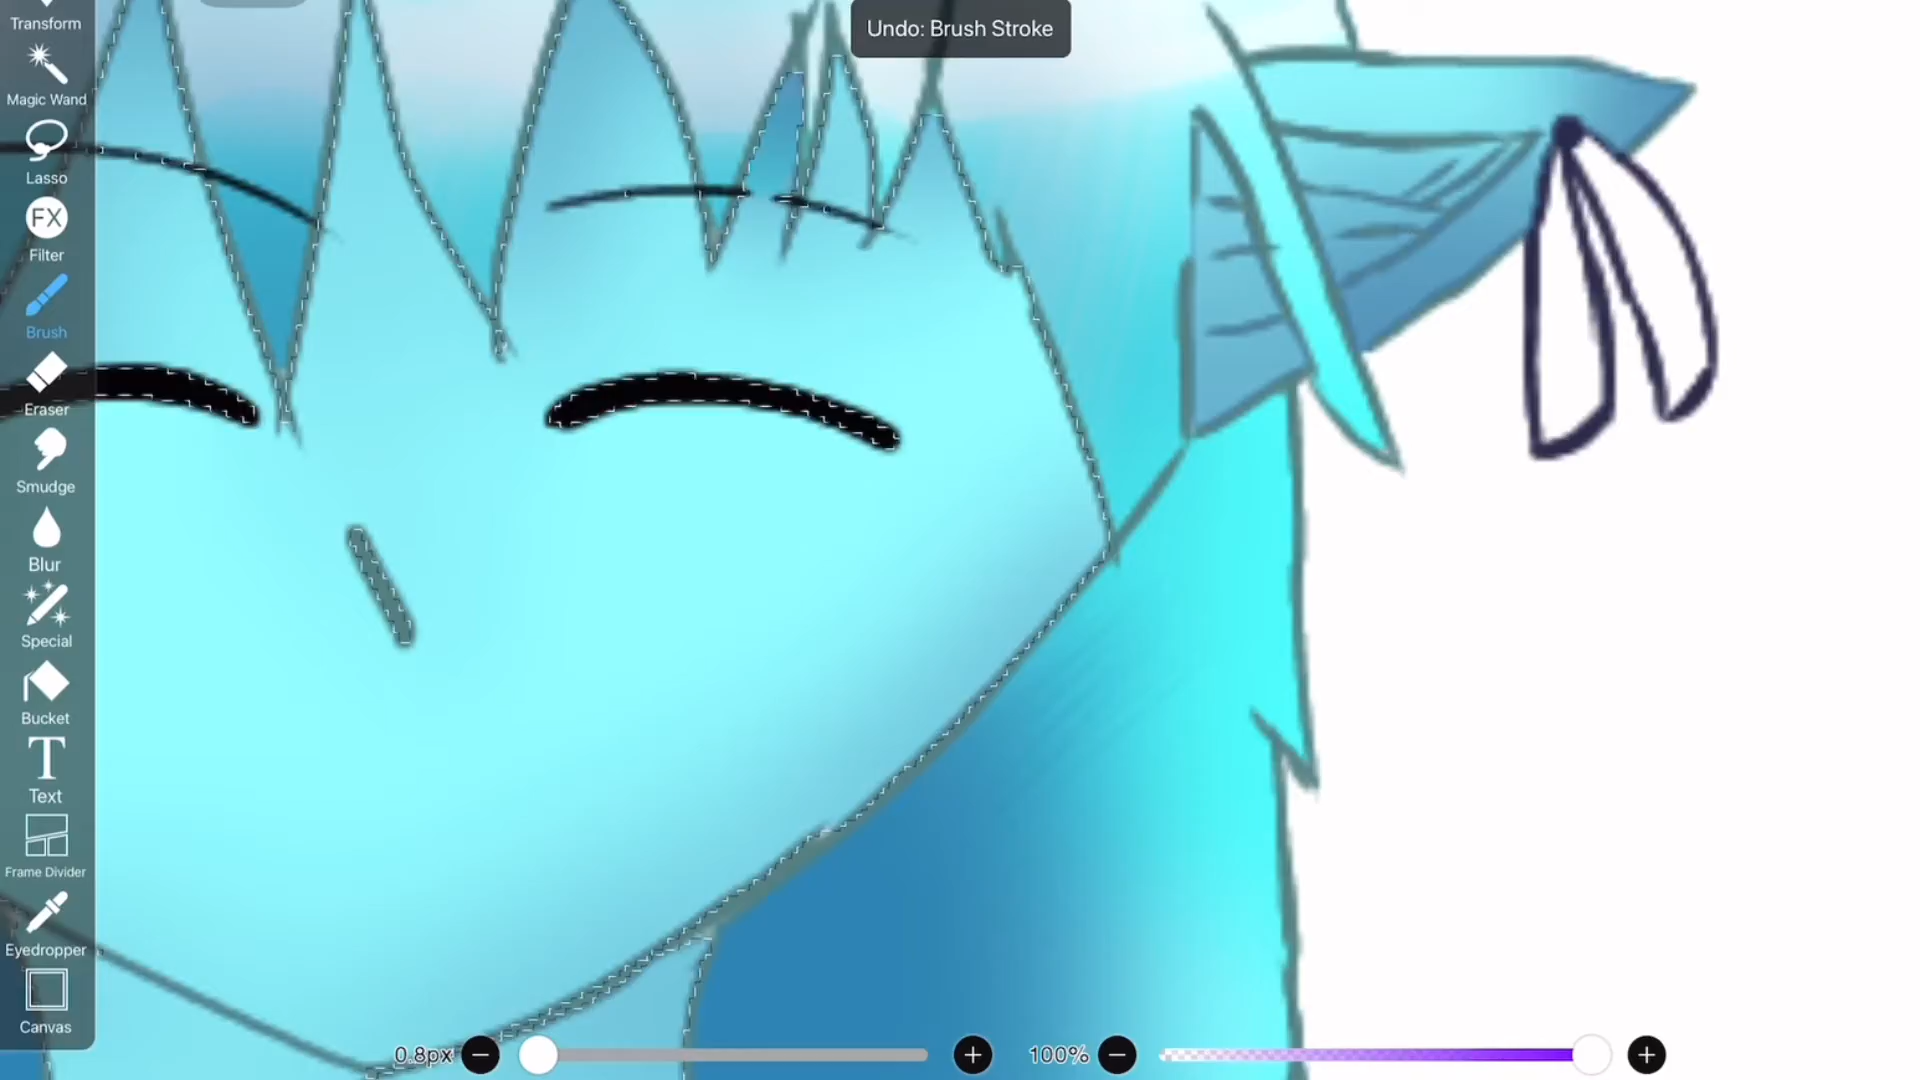 Transform
Undo: Brush Stroke
Magic Wand
Lasso
FX
Filter
Brush
Eraser
Smudge
Blur
Special
Bucket
T
Text
Frame Divider
Eyedropper
Canvas
0.8px
100%